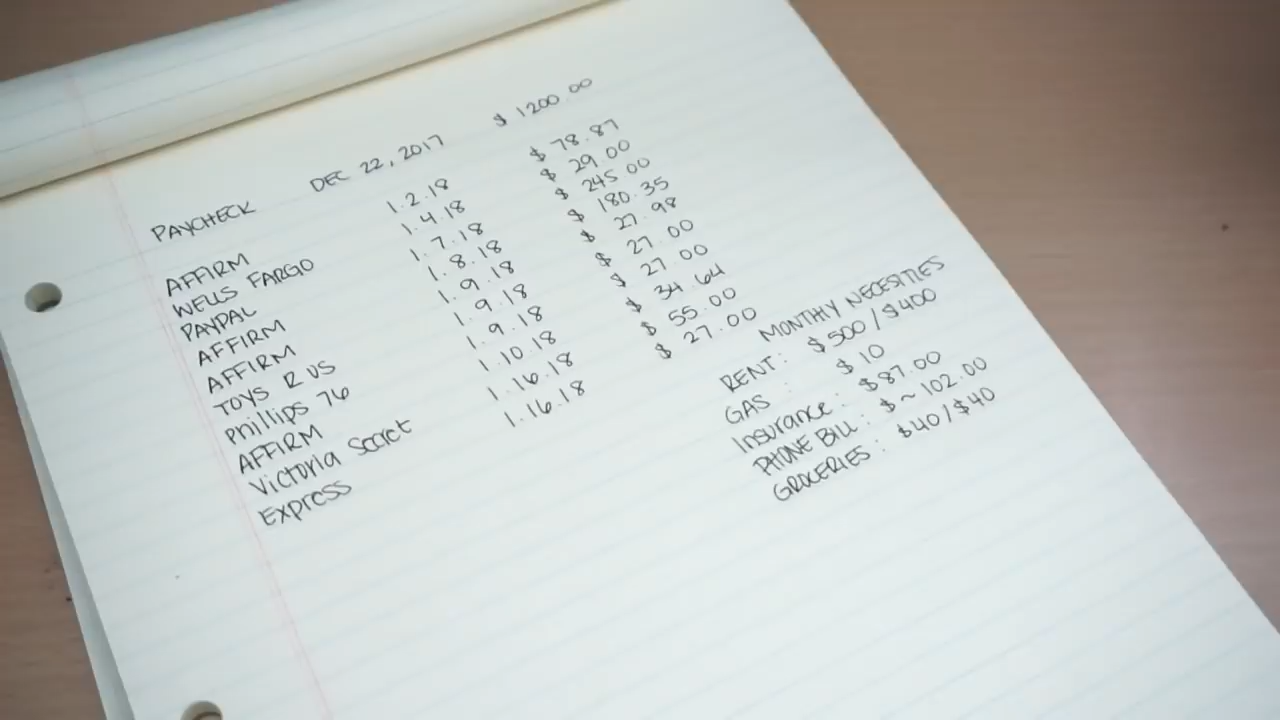 PAYCHECK DEC 22, 2017 $ 1200.00
AFFIRM 1.2.18 $ 78.87
WELLS FARGO 1.4.18 $ 29.00
PAYPAL 1.7.18 $ 245.00
AFFIRM 1.8.18 $ 180.35
AFFIRM 1.9.18 $ 27.98
TOYS R US 1.9.18 $ 27.00
Phillips 76 1.9.18 $ 27.00
AFFIRM 1.10.18 $ 34.64
Victoria Secret 1.16.18 $ 55.00
Express 1.16.18 $ 27.00
MONTHLY NECESITIES
RENT: $500/$400
GAS : $10
Insurance: $87.00
PHONE BILL: $~102.00
GROCERIES: $40/$40